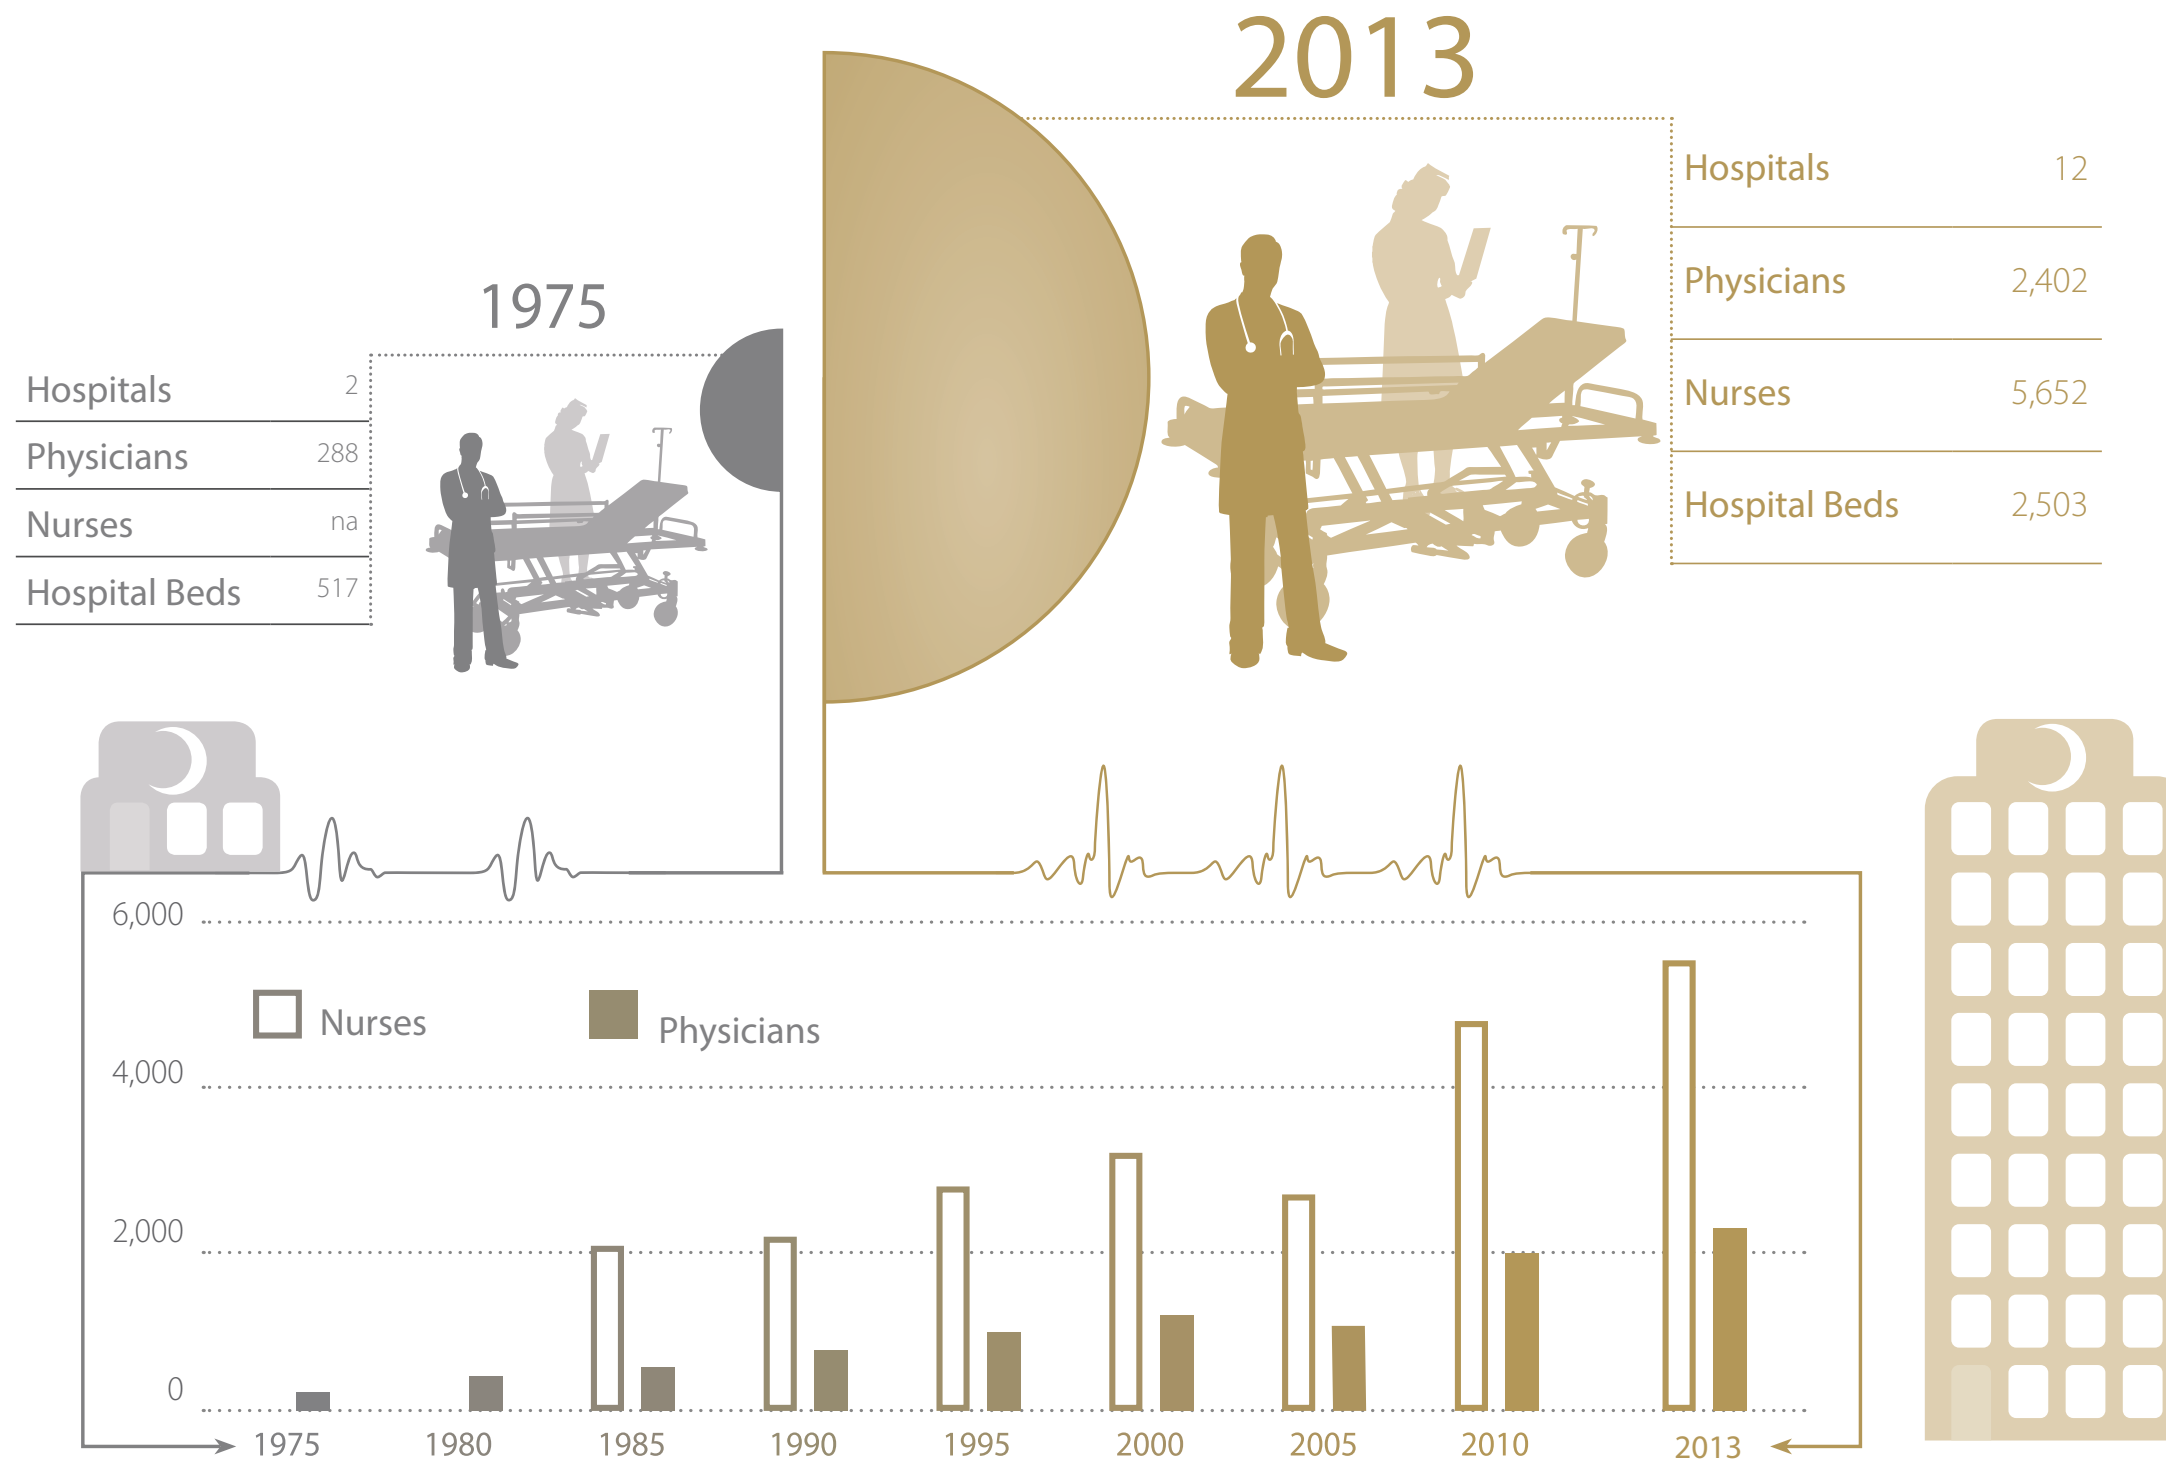 2013
Hospitals 12
Physicians 2,402
Nurses 5,652
Hospital Beds 2,503
1975
Hospitals 2
Physicians 288
Nurses na
Hospital Beds 517
6,000
Nurses Physicians
4,000
2,000
0
1975 1980 1985 1990 1995 2000 2005 2010 2013